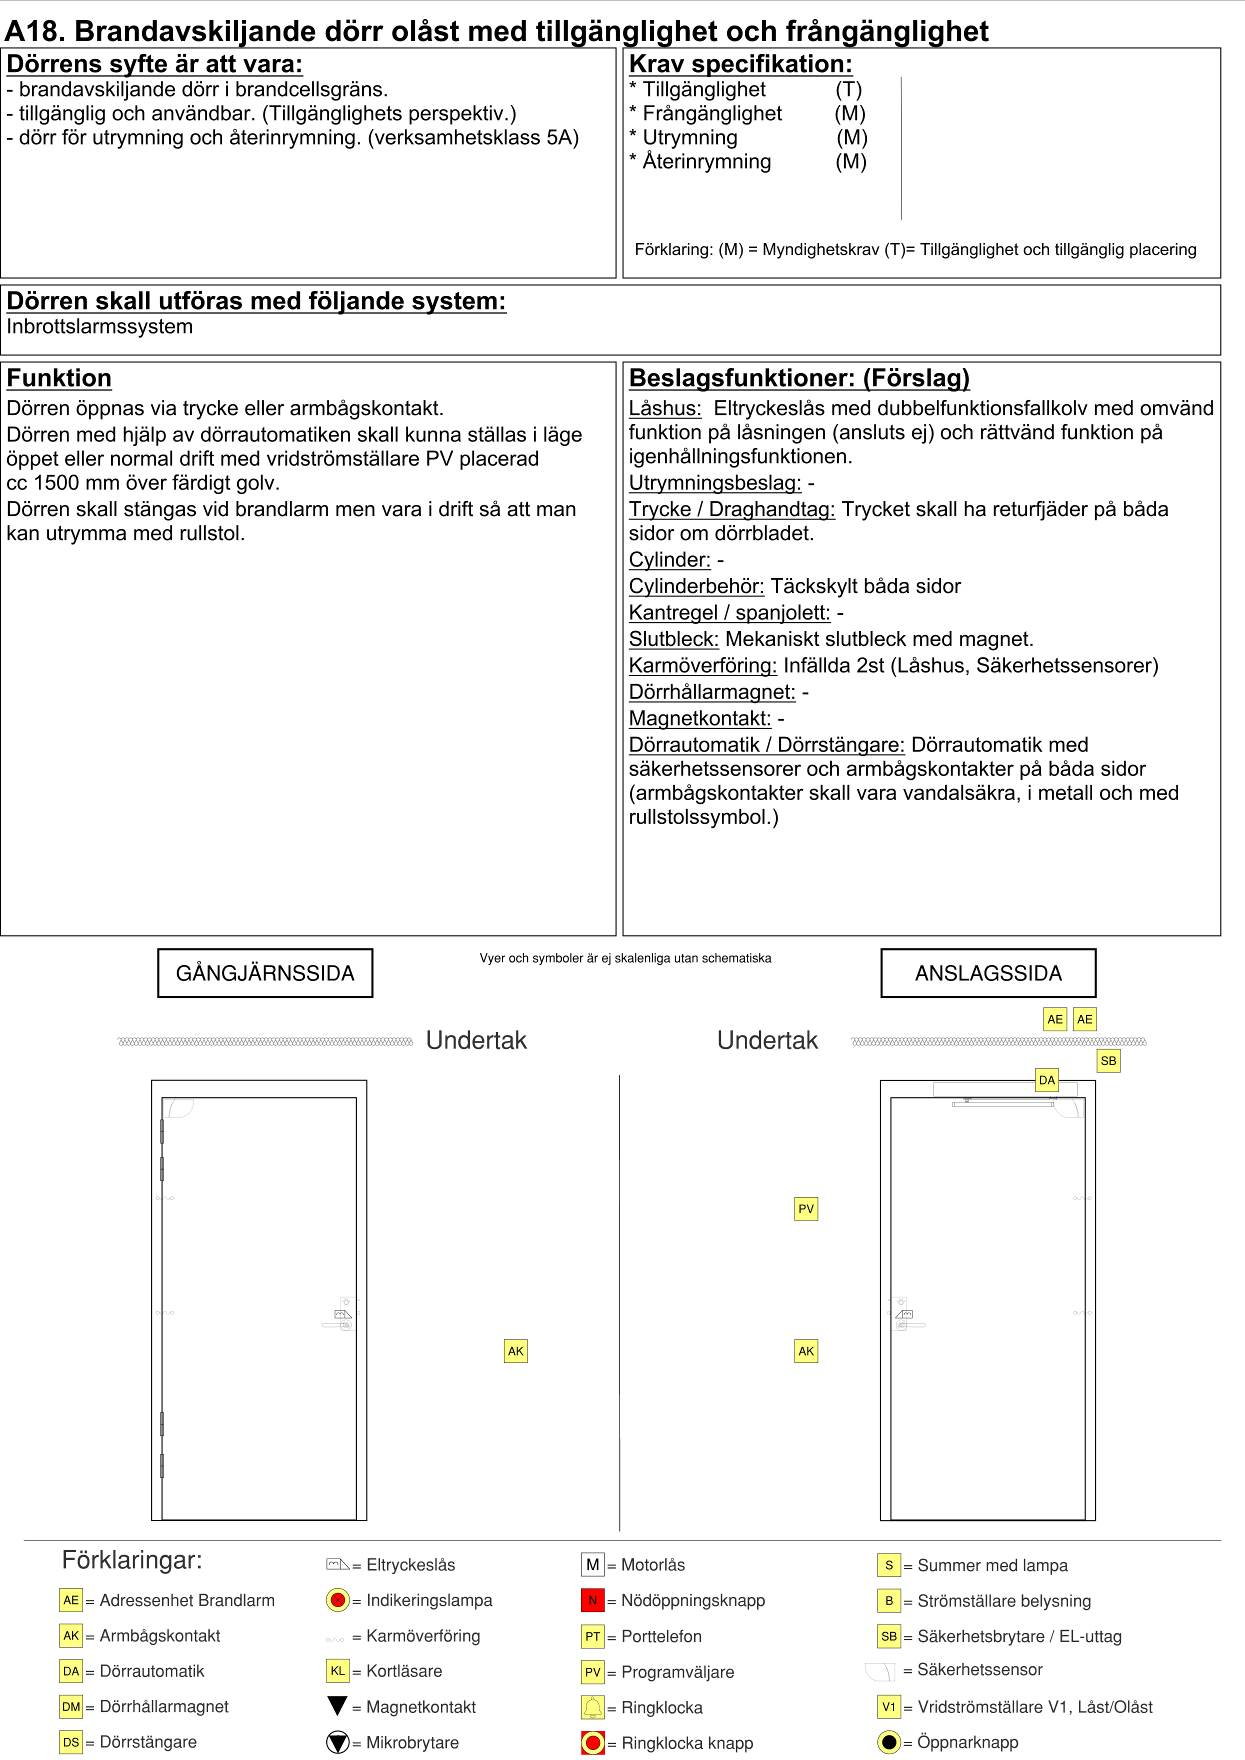 A18. Brandavskiljande dörr olåst med tillgänglighet och frångänglighet
Dörrens syfte är att vara:
- brandavskiljande dörr i brandcellsgräns.
- tillgänglig och användbar. (Tillgänglighets perspektiv.)
- dörr för utrymning och återinrymning. (verksamhetsklass 5A)
Krav specifikation:
* Tillgänglighet (T)
* Frångänglighet (M)
* Utrymning (M)
* Återinrymning (M)
Förklaring: (M) = Myndighetskrav (T)= Tillgänglighet och tillgänglig placering
Dörren skall utföras med följande system:
Inbrottslarmssystem
Funktion
Dörren öppnas via trycke eller armbågskontakt.
Dörren med hjälp av dörrautomatiken skall kunna ställas i läge
öppet eller normal drift med vridströmställare PV placerad
cc 1500 mm över färdigt golv.
Dörren skall stängas vid brandlarm men vara i drift så att man
kan utrymma med rullstol.
Beslagsfunktioner: (Förslag)
Låshus: Eltryckeslås med dubbelfunktionsfallkolv med omvänd
funktion på låsningen (ansluts ej) och rättvänd funktion på
igenhållningsfunktionen.
Utrymningsbeslag: -
Trycke / Draghandtag: Trycket skall ha returfjäder på båda
sidor om dörrbladet.
Cylinder: -
Cylinderbehör: Täckskylt båda sidor
Kantregel / spanjolett: -
Slutbleck: Mekaniskt slutbleck med magnet.
Karmöverföring: Infällda 2st (Låshus, Säkerhetssensorer)
Dörrhållarmagnet: -
Magnetkontakt: -
Dörrautomatik / Dörrstängare: Dörrautomatik med
säkerhetssensorer och armbågskontakter på båda sidor
(armbågskontakter skall vara vandalsäkra, i metall och med
rullstolssymbol.)
GÅNGJÄRNSSIDA
Vyer och symboler är ej skalenliga utan schematiska
ANSLAGSSIDA
AE AE
Undertak
Undertak
SB
DA
PV
AK
AK
Förklaringar:
AE = Adressenhet Brandlarm
AK = Armbågskontakt
DA = Dörrautomatik
DM = Dörrhållarmagnet
DS = Dörrstängare
= Eltryckeslås
= Indikeringslampa
= Karmöverföring
KL = Kortläsare
= Magnetkontakt
= Mikrobrytare
M = Motorlås
N = Nödöppningsknapp
PT = Porttelefon
PV = Programväljare
= Ringklocka
= Ringklocka knapp
S = Summer med lampa
B = Strömställare belysning
SB = Säkerhetsbrytare / EL-uttag
= Säkerhetssensor
V1 = Vridströmställare V1, Låst/Olåst
= Öppnarknapp